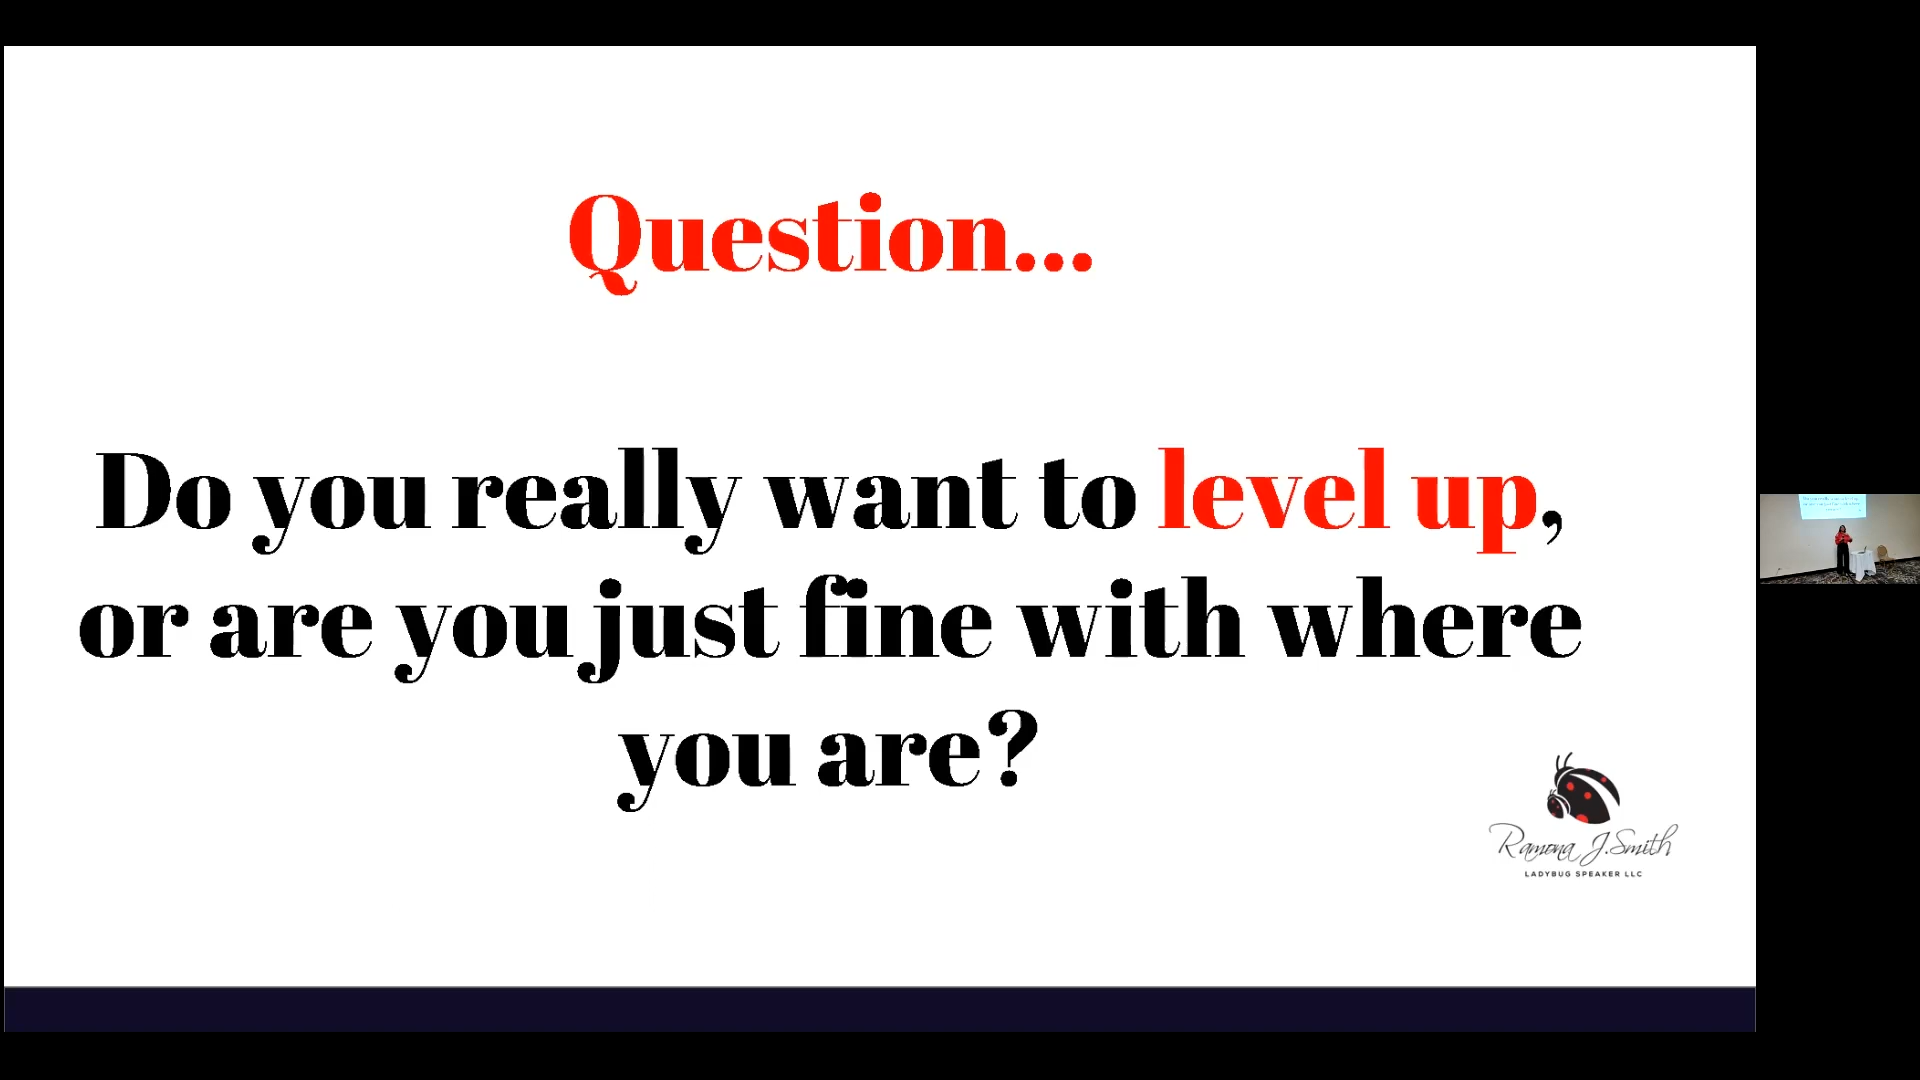 Question...
Do you really want to level up,
or are you just fine with where
you are?
Ramona J.Smith
LADYBUG SPEAKER LLC